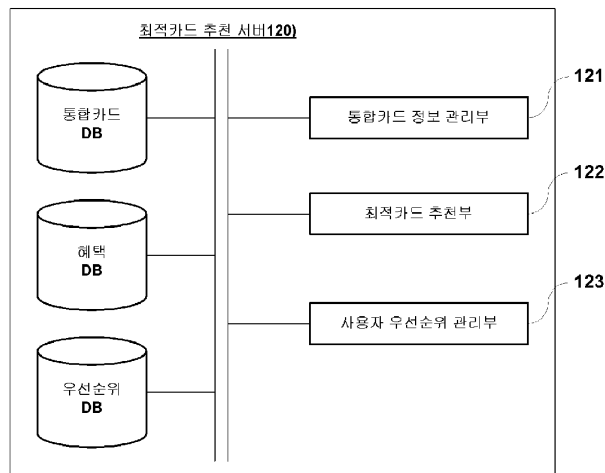 최적카드 추천 서버120)
통합카드
DB
혜택
DB
우선순위
DB
통합카드 정보 관리부
121
최적카드 추천부
122
사용자 우선순위 관리부
123